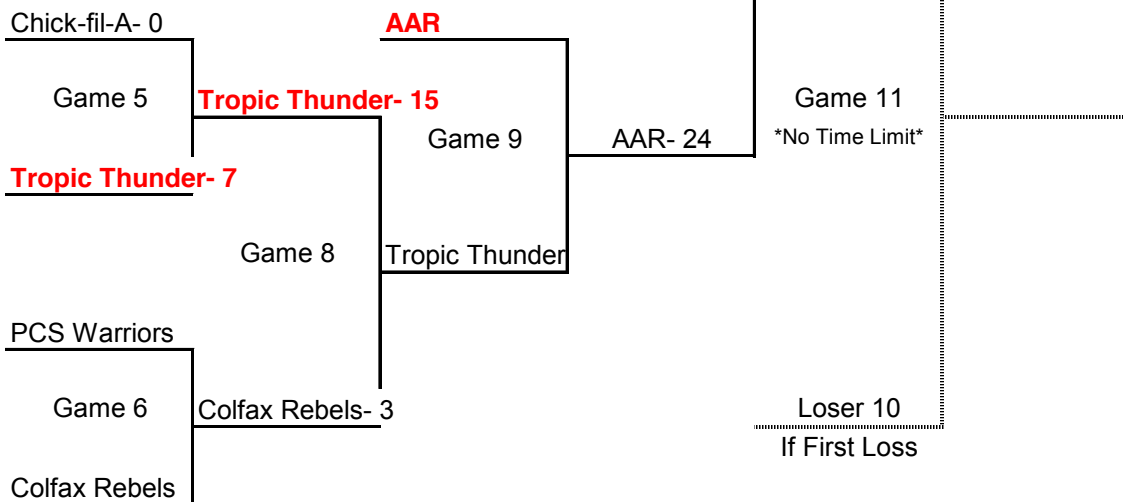 Chick-fil-A- 0
AAR
Game 5
Tropic Thunder- 15
Game 11
Game 9
AAR- 24
*No Time Limit*
Tropic Thunder- 7
Game 8
Tropic Thunder
PCS Warriors
Game 6
Colfax Rebels- 3
Loser 10
If First Loss
Colfax Rebels